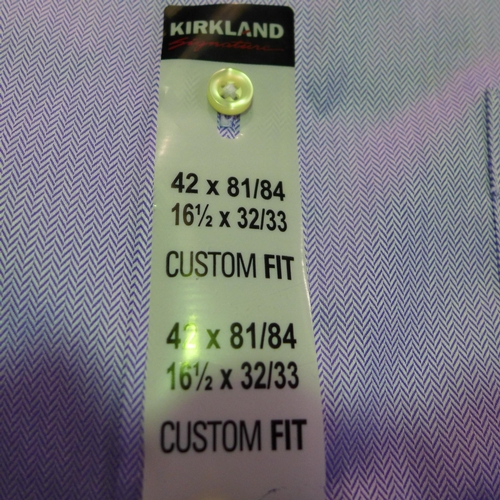 KIRKLAND
Signature
42 x 81/84
16½ x 32/33
CUSTOM FIT
42 x 81/84
16½ x 32/33
CUSTOM FIT